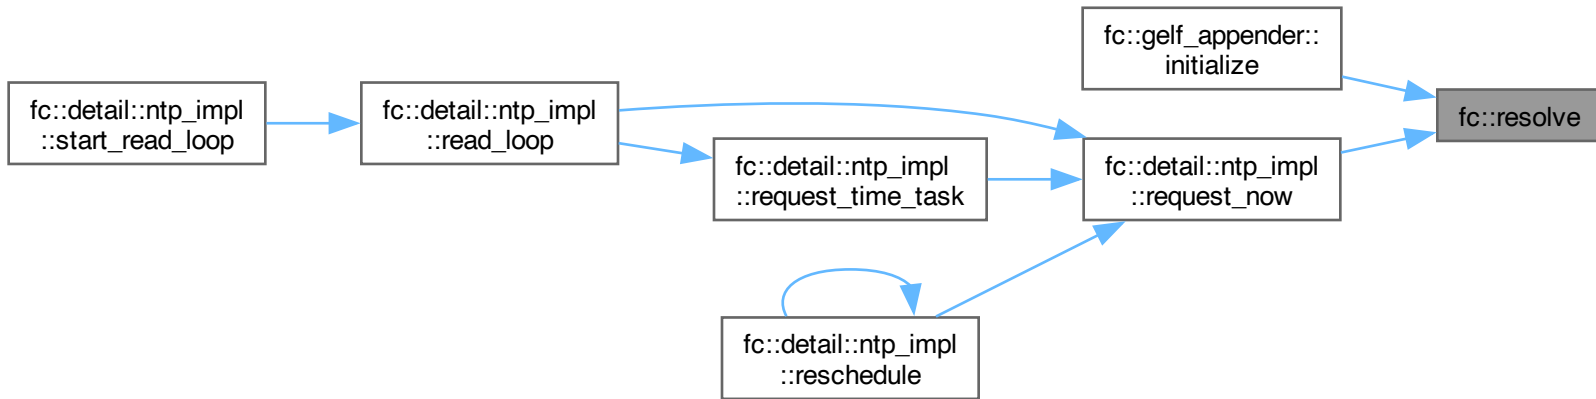 fc::detail::ntp_impl
::start_read_loop
fc::detail::ntp_impl
::read_loop
fc::detail::ntp_impl
::request_time_task
fc::detail::ntp_impl
::reschedule
fc::gelf_appender::
initialize
fc::detail::ntp_impl
::request_now
fc::resolve